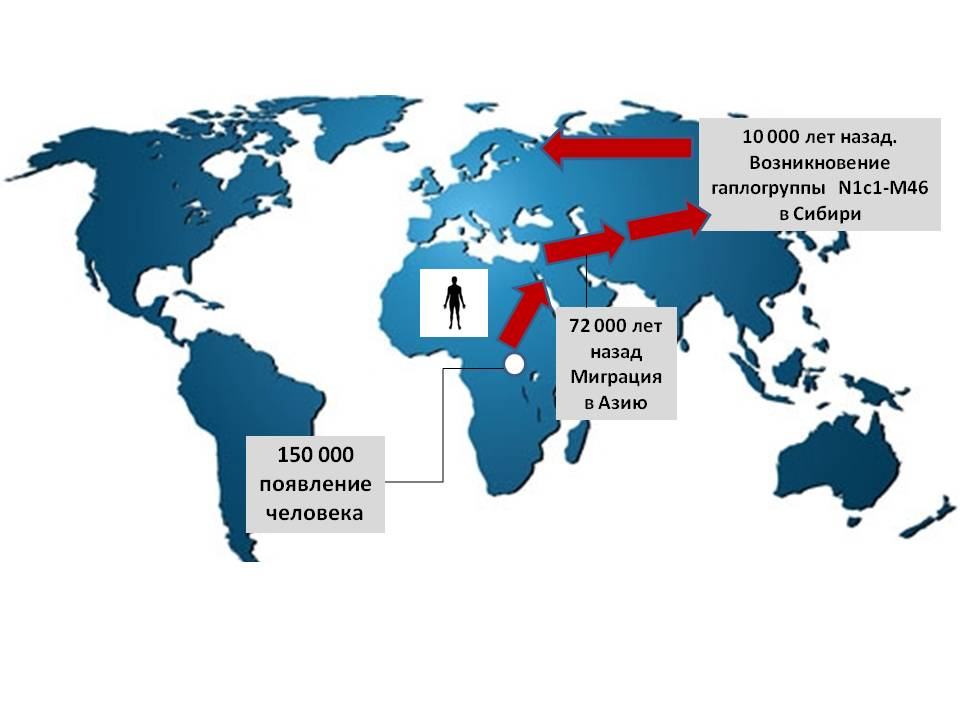 10 000 лет назад.
Возникновение
гаплогруппы N1c1-M46
в Сибири
72 000 лет
назад
Миграция
в Азию
150 000
появление
человека